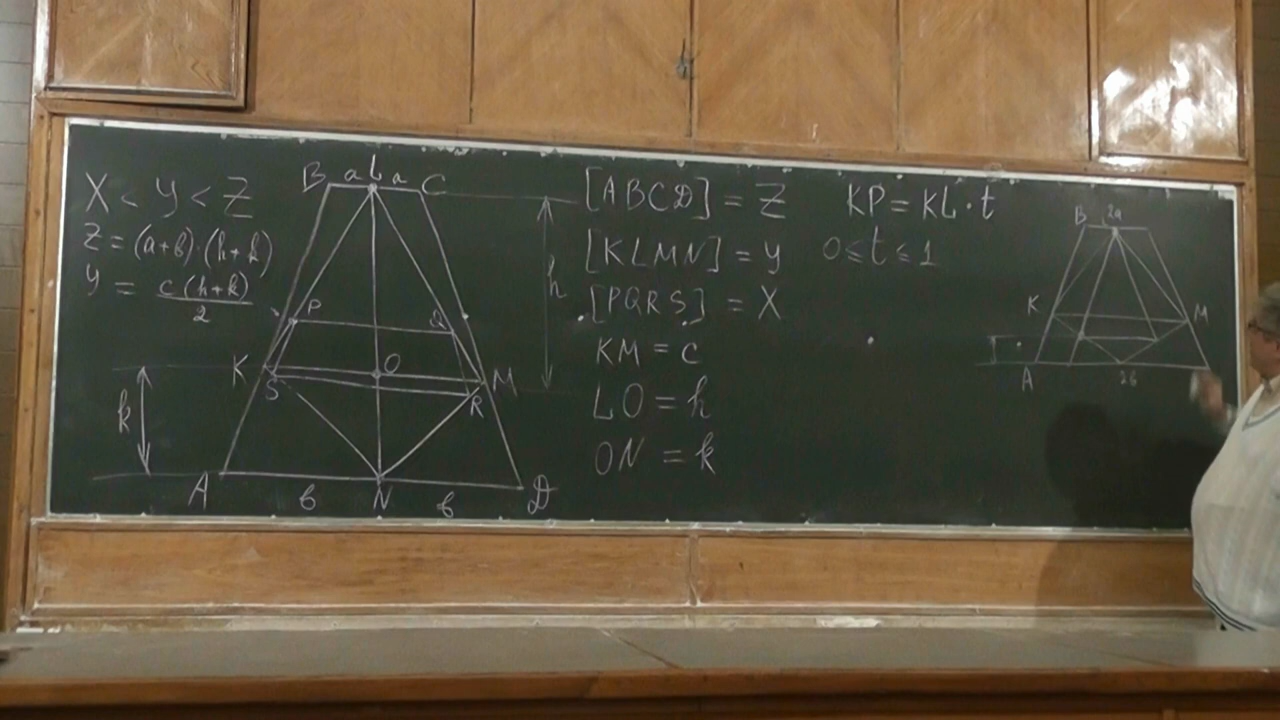 X < Y < Z
Z = (a+b)·(h+k)
Y = c(h+k)/2
B a L a C
P Q
h
K O M
S R
k
A b N b D
[ABCD] = Z
[KLMN] = Y
[PQRS] = X
KM = c
LO = h
ON = k
KP = KL·t
0 ≤ t ≤ 1
B 2a
K M
A 2b